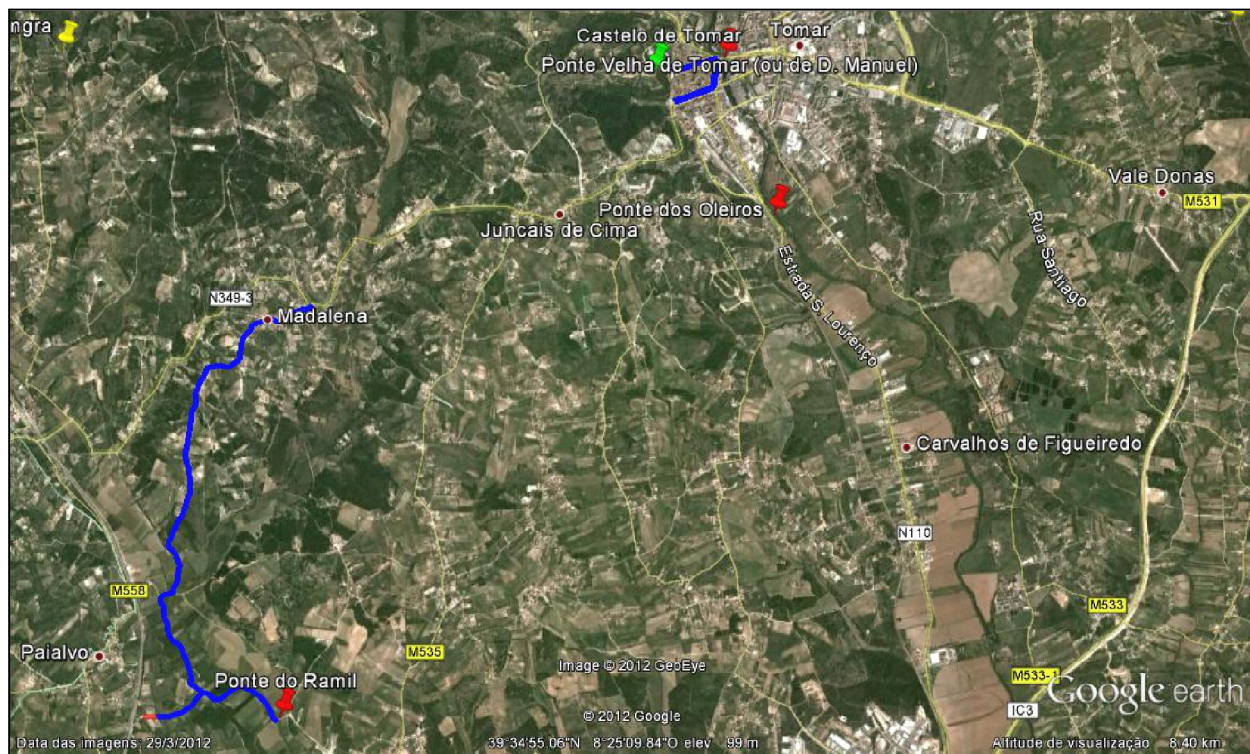 ngra
Castelo de Tomar
Tomar
Ponte Velha de Tomar (ou de D. Manuel)
Vale Donas
M531
Ponte dos Oleiros
Juncais de Cima
Rua Santiago
Estrada S. Lourenço
N349-3
Madalena
Carvalhos de Figueiredo
N110
M558
M533
Paialvo
M535
Ponte do Ramil
Image © 2012 GeoEye
M533-1
Google earth
IC3
© 2012 Google
Data das imagens: 29/3/2012
39°34'55.06"N 8°25'09.84"O elev 99 m
Altitude de visualização 8.40 km